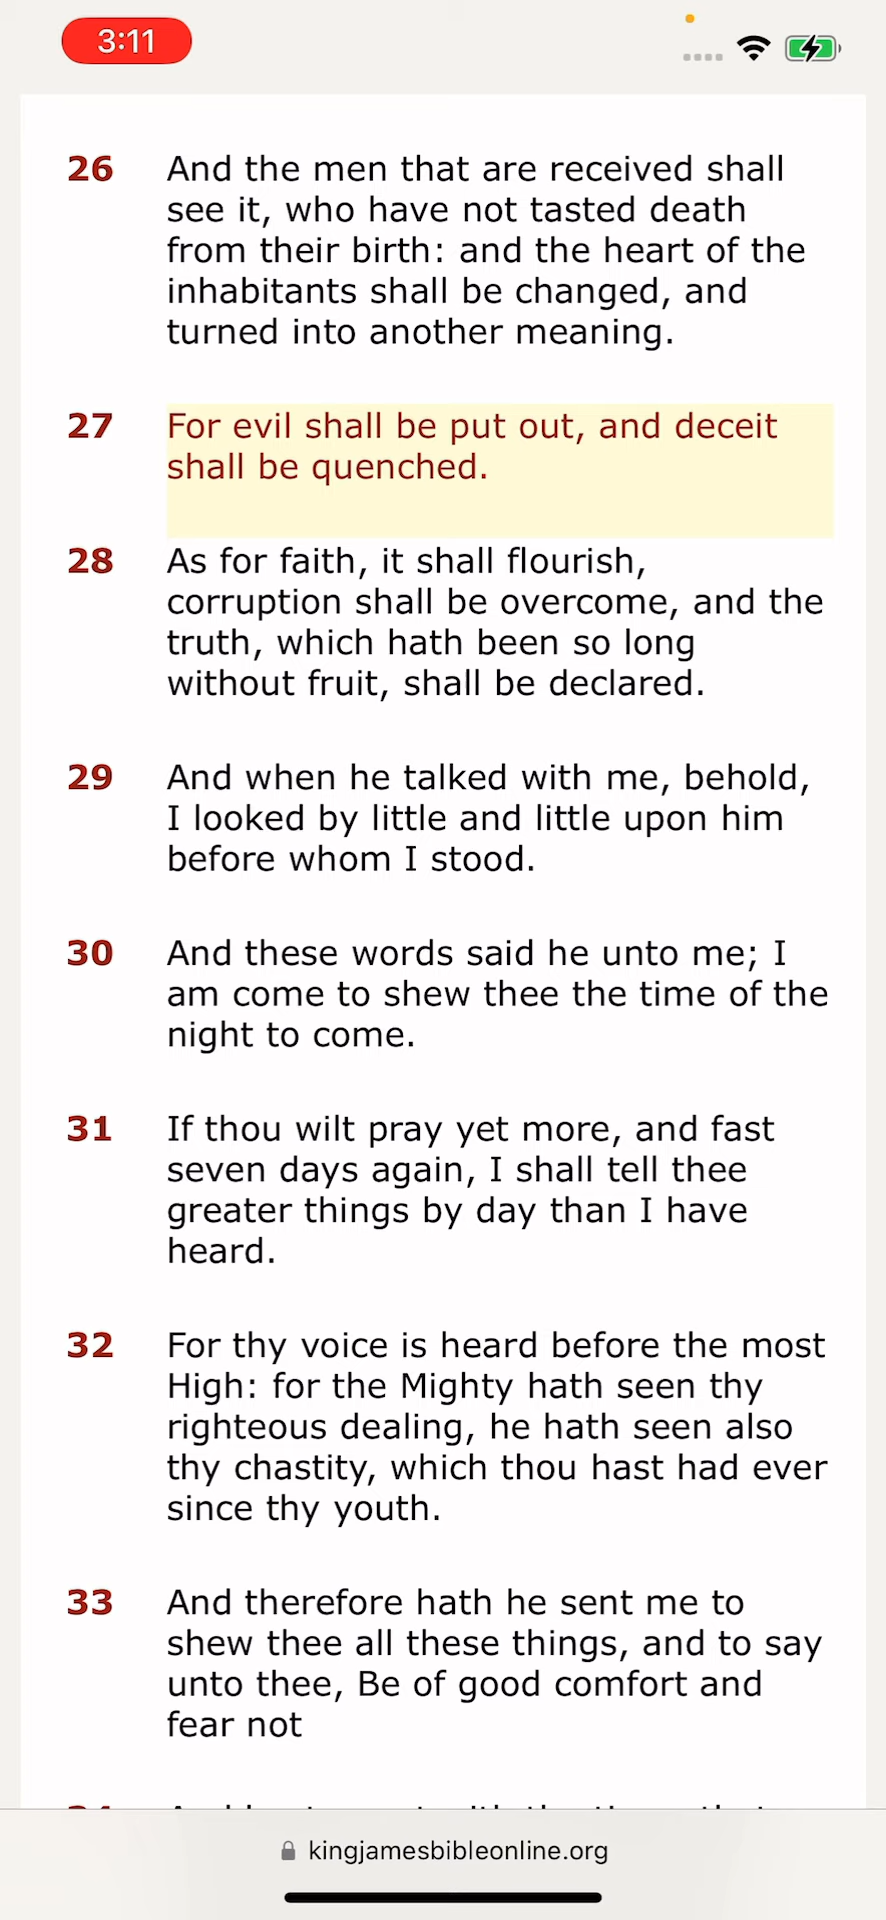 3:11
26 And the men that are received shall
see it, who have not tasted death
from their birth: and the heart of the
inhabitants shall be changed, and
turned into another meaning.
27 For evil shall be put out, and deceit
shall be quenched.
28 As for faith, it shall flourish,
corruption shall be overcome, and the
truth, which hath been so long
without fruit, shall be declared.
29 And when he talked with me, behold,
I looked by little and little upon him
before whom I stood.
30 And these words said he unto me; I
am come to shew thee the time of the
night to come.
31 If thou wilt pray yet more, and fast
seven days again, I shall tell thee
greater things by day than I have
heard.
32 For thy voice is heard before the most
High: for the Mighty hath seen thy
righteous dealing, he hath seen also
thy chastity, which thou hast had ever
since thy youth.
33 And therefore hath he sent me to
shew thee all these things, and to say
unto thee, Be of good comfort and
fear not
kingjamesbibleonline.org